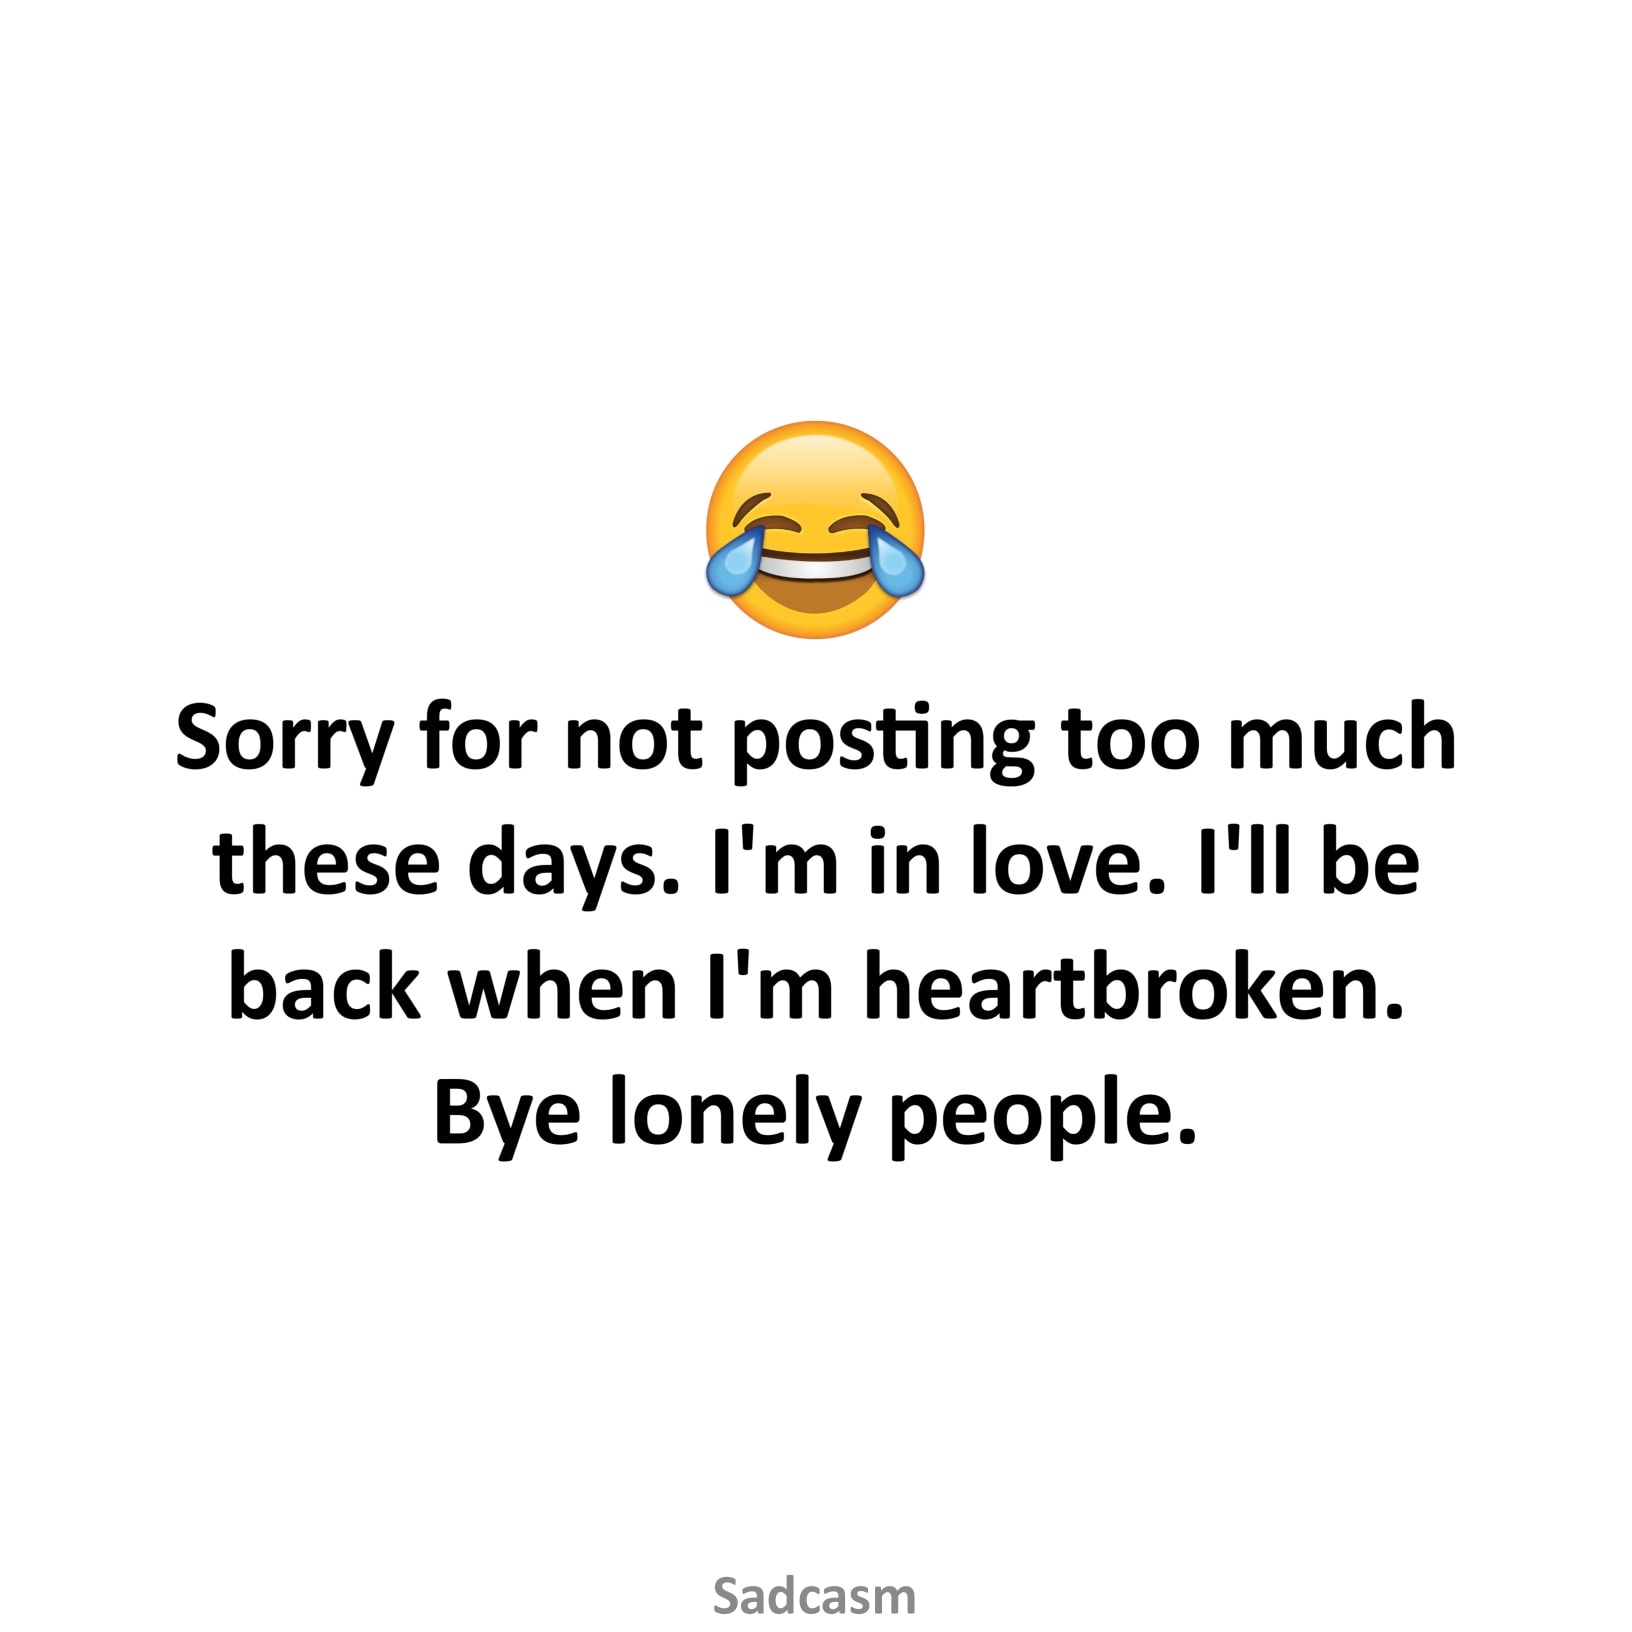 Sorry for not posting too much
these days. I'm in love. I'll be
back when I'm heartbroken.
Bye lonely people.
Sadcasm